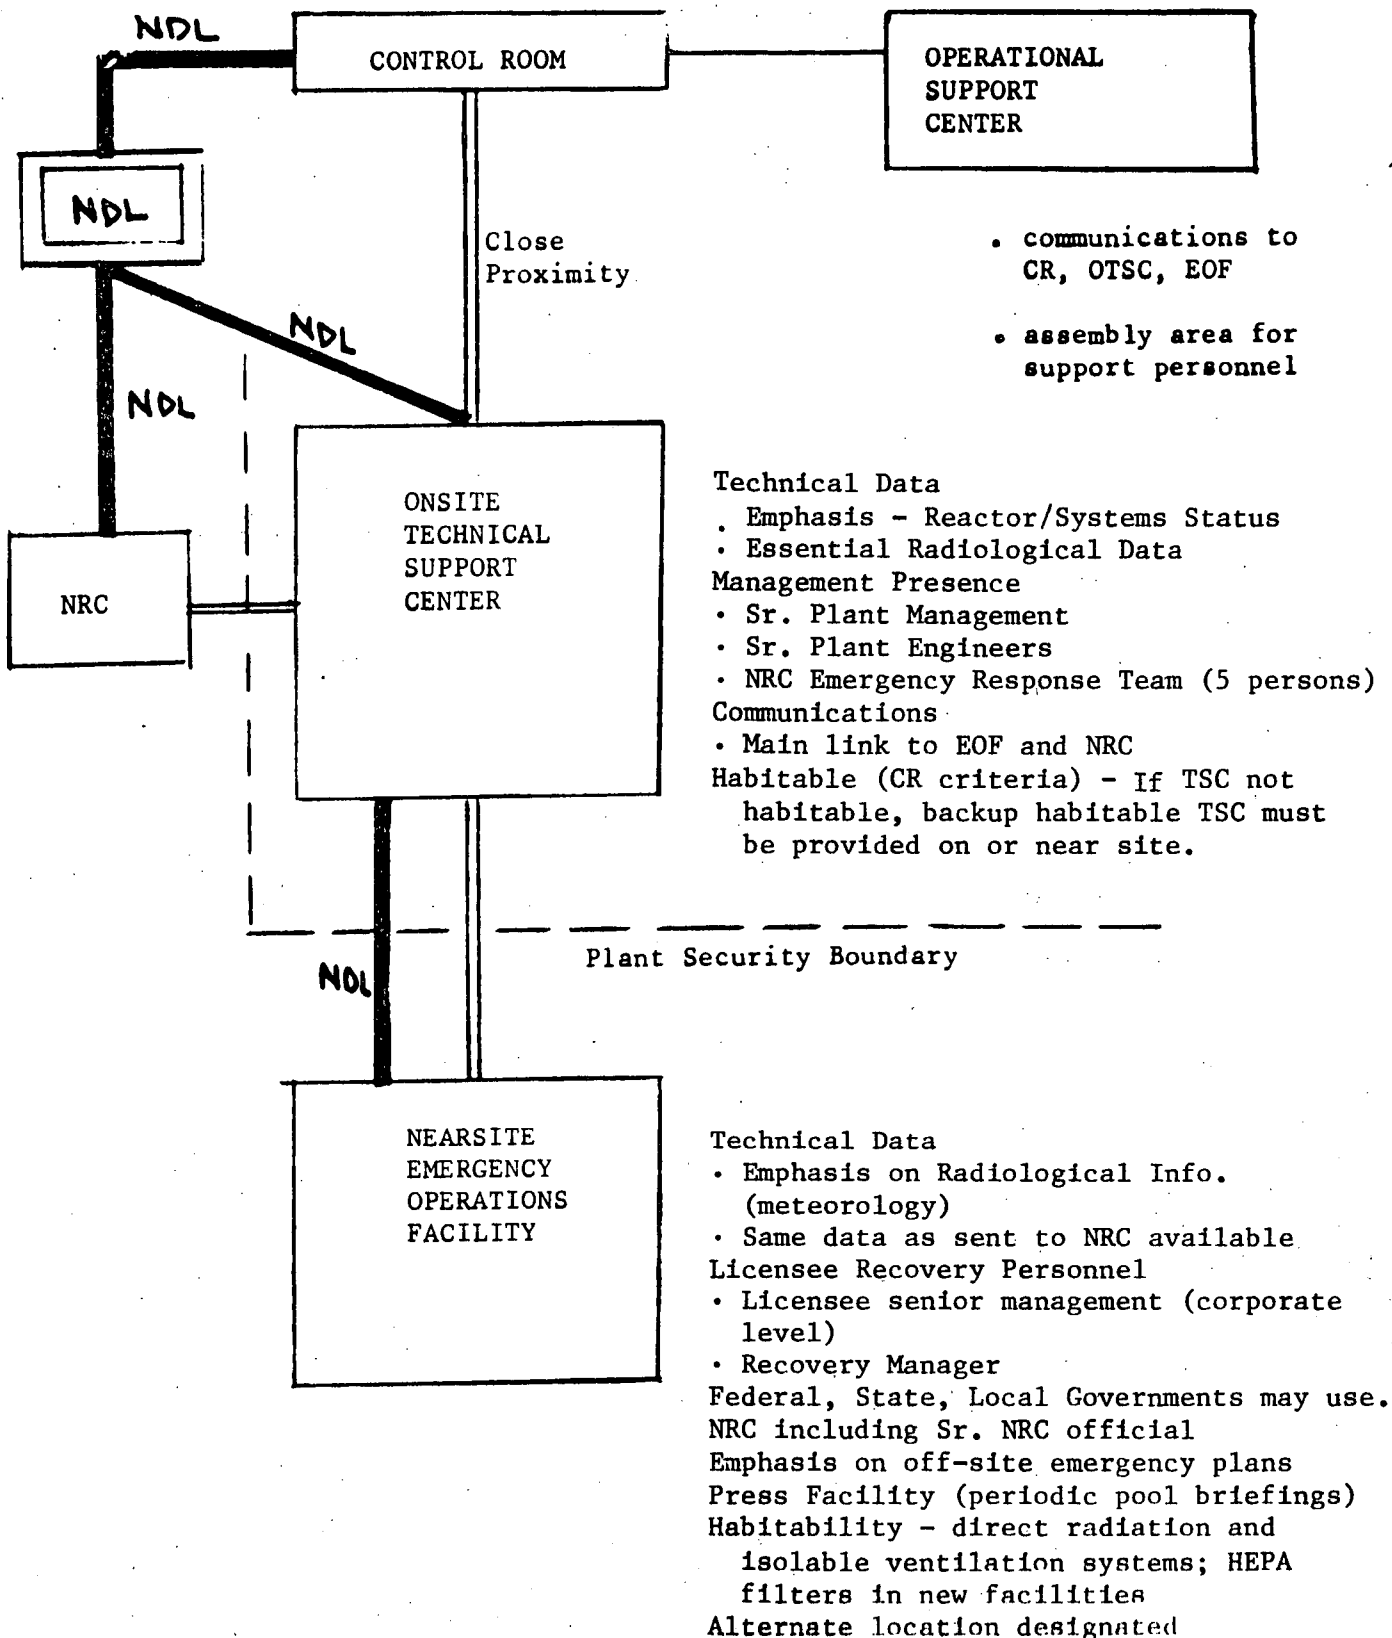 NDL
CONTROL ROOM
OPERATIONAL
SUPPORT
CENTER
NDL
Close
Proximity
• communications to
CR, OTSC, EOF
NDL
• assembly area for
support personnel
NDL
ONSITE
TECHNICAL
SUPPORT
CENTER
NRC
Technical Data
• Emphasis - Reactor/Systems Status
• Essential Radiological Data
Management Presence
• Sr. Plant Management
• Sr. Plant Engineers
• NRC Emergency Response Team (5 persons)
Communications
• Main link to EOF and NRC
Habitable (CR criteria) - If TSC not
habitable, backup habitable TSC must
be provided on or near site.
Plant Security Boundary
NDL
NEARSITE
EMERGENCY
OPERATIONS
FACILITY
Technical Data
• Emphasis on Radiological Info.
(meteorology)
• Same data as sent to NRC available
Licensee Recovery Personnel
• Licensee senior management (corporate
level)
• Recovery Manager
Federal, State, Local Governments may use.
NRC including Sr. NRC official
Emphasis on off-site emergency plans
Press Facility (periodic pool briefings)
Habitability - direct radiation and
isolable ventilation systems; HEPA
filters in new facilities
Alternate location designated